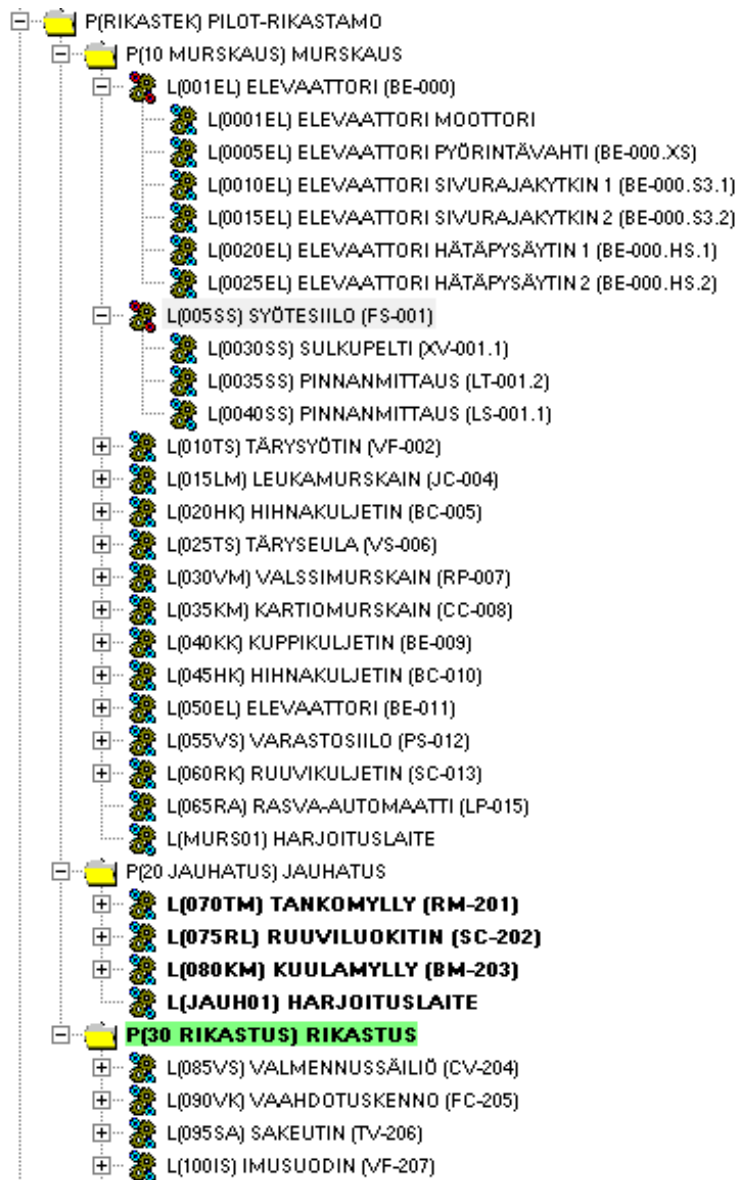 P(RIKASTEK) PILOT-RIKASTAMO
P(10 MURSKAUS) MURSKAUS
L(001EL) ELEVAATTORI (BE-000)
L(0001EL) ELEVAATTORI MOOTTORI
L(0005EL) ELEVAATTORI PYÖRINTÄVAHTI (BE-000.XS)
L(0010EL) ELEVAATTORI SIVURAJAKYTKIN 1 (BE-000.S3.1)
L(0015EL) ELEVAATTORI SIVURAJAKYTKIN 2 (BE-000.S3.2)
L(0020EL) ELEVAATTORI HÄTÄPYSÄYTIN 1 (BE-000.HS.1)
L(0025EL) ELEVAATTORI HÄTÄPYSÄYTIN 2 (BE-000.HS.2)
L(005SS) SYÖTESIILO (FS-001)
L(0030SS) SULKUPELTI (XV-001.1)
L(0035SS) PINNANMITTAUS (LT-001.2)
L(0040SS) PINNANMITTAUS (LS-001.1)
L(010TS) TÄRYSYÖTIN (VF-002)
L(015LM) LEUKAMURSKAIN (JC-004)
L(020HK) HIHNAKULJETIN (BC-005)
L(025TS) TÄRYSEULA (VS-006)
L(030VM) VALSSIMURSKAIN (RP-007)
L(035KM) KARTIOMURSKAIN (CC-008)
L(040KK) KUPPIKULJETIN (BE-009)
L(045HK) HIHNAKULJETIN (BC-010)
L(050EL) ELEVAATTORI (BE-011)
L(055VS) VARASTOSIILO (PS-012)
L(060RK) RUUVIKULJETIN (SC-013)
L(065RA) RASVA-AUTOMAATTI (LP-015)
L(MURS01) HARJOITUSLAITE
P(20 JAUHATUS) JAUHATUS
L(070TM) TANKOMYLLY (RM-201)
L(075RL) RUUVILUOKITIN (SC-202)
L(080KM) KUULAMYLLY (BM-203)
L(JAUH01) HARJOITUSLAITE
P(30 RIKASTUS) RIKASTUS
L(085VS) VALMENNUSSÄILIÖ (CV-204)
L(090VK) VAAHDOTUSKENNO (FC-205)
L(095SA) SAKEUTIN (TV-206)
L(100IS) IMUSUODIN (VF-207)